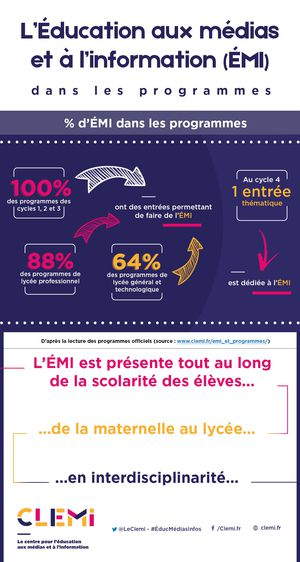 L'Éducation aux médias
et à l'information (ÉMI)
dans les programmes
% d'ÉMI dans les programmes
100%
des programmes des
cycles 1, 2 et 3
ont des entrées permettant
de faire de l'ÉMI
88%
des programmes de
lycée professionnel
64%
des programmes de
lycée général et
technologique
Au cycle 4
1 entrée
thématique
est dédiée à l'ÉMI
D'après la lecture des programmes officiels (source : www.clemi.fr/emi_et_programmes/)
L'ÉMI est présente tout au long
de la scolarité des élèves...
...de la maternelle au lycée...
...en interdisciplinarité...
CLEMI
Le centre pour l'éducation
aux médias et à l'information
@LeClemi - #ÉducMédiasInfos
/Clemi.fr
clemi.fr